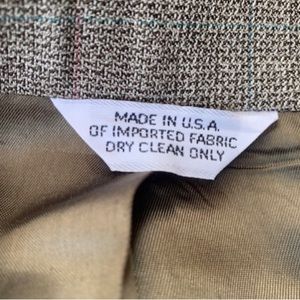 MADE IN U.S.A.
OF IMPORTED FABRIC
DRY CLEAN ONLY